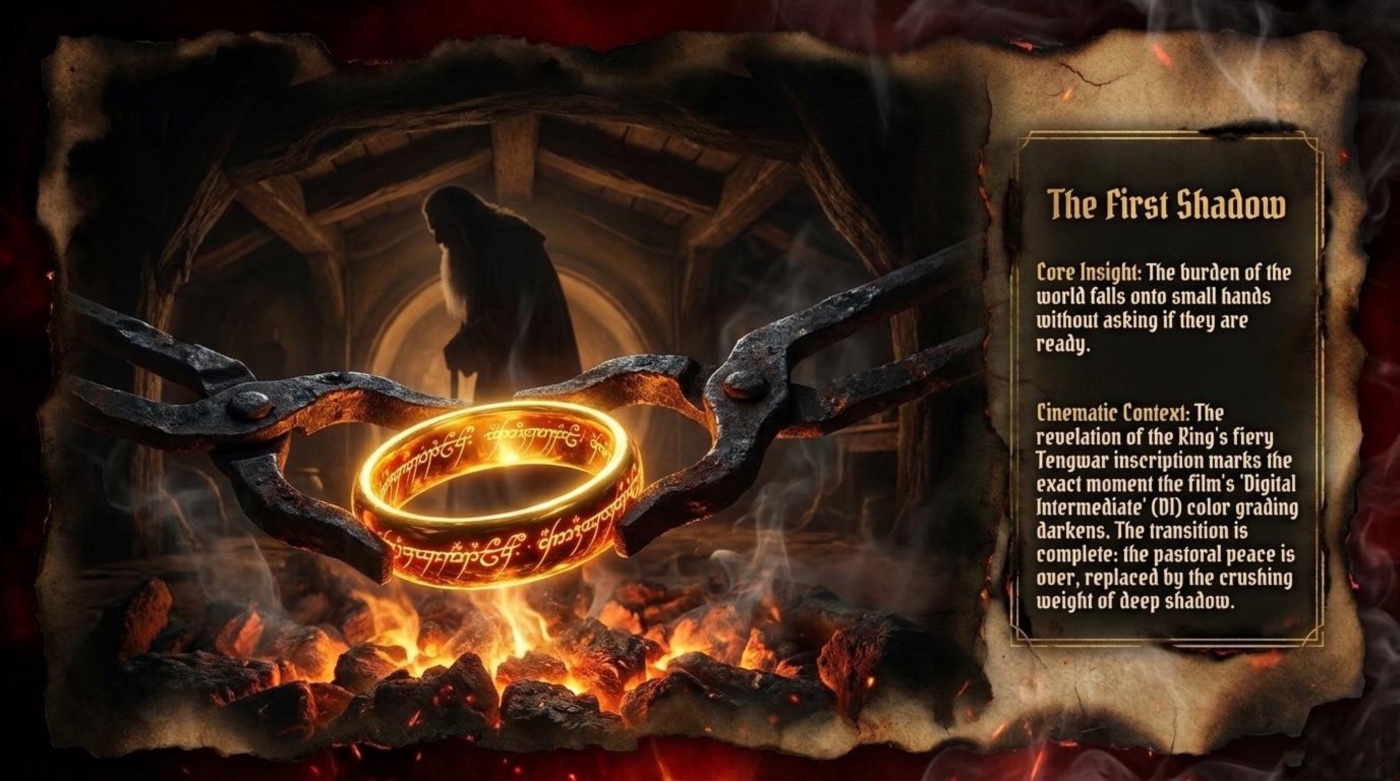 The First Shadow
Core Insight: The burden of the
world falls onto small hands
without asking if they are
ready.
Cinematic Context: The
revelation of the Ring's fiery
Tengwar inscription marks the
exact moment the film's 'Digital
Intermediate' (DI) color grading
darkens. The transition is
complete: the pastoral peace is
over, replaced by the crushing
weight of deep shadow.